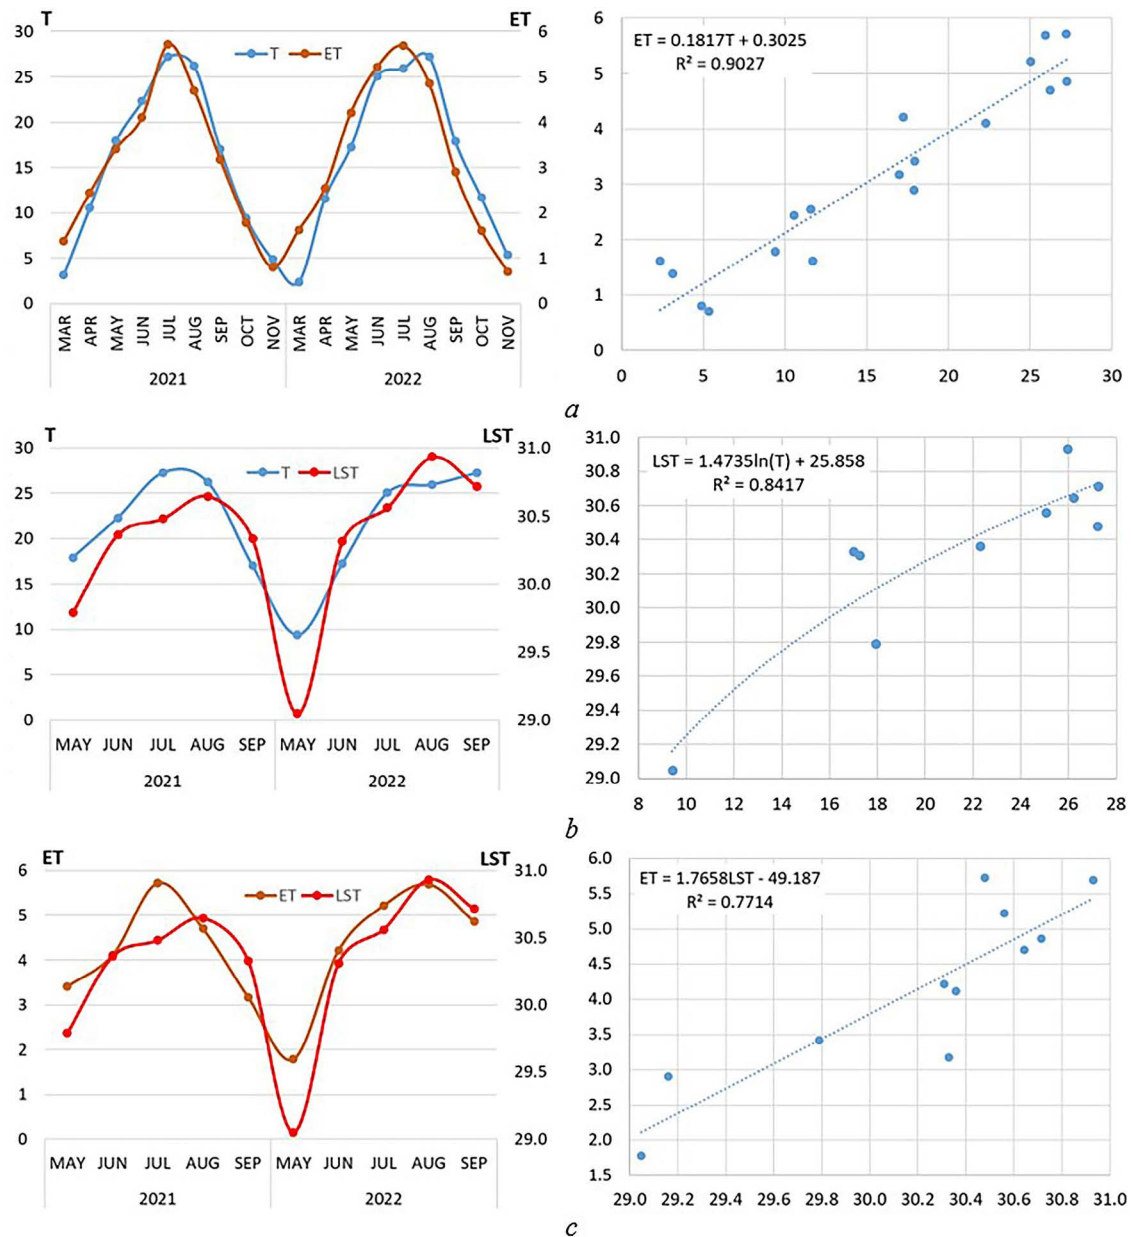 T ET
30 6
25 5
20 4
15 3
10 2
5 1
0 0
T ET
MAR APR MAY JUN JUL AUG SEP OCT NOV MAR APR MAY JUN JUL AUG SEP OCT NOV
2021 2022
6
5
4
3
2
1
0
0 5 10 15 20 25 30
ET = 0.1817T + 0.3025
R² = 0.9027
a
T LST
30 31.0
25 30.5
20
15 30.0
10 29.5
5
0 29.0
T LST
MAY JUN JUL AUG SEP MAY JUN JUL AUG SEP
2021 2022
31.0
30.8
30.6
30.4
30.2
30.0
29.8
29.6
29.4
29.2
29.0
8 10 12 14 16 18 20 22 24 26 28
LST = 1.4735ln(T) + 25.858
R² = 0.8417
b
ET LST
6 31.0
5 30.5
4
3 30.0
2 29.5
1
0 29.0
ET LST
MAY JUN JUL AUG SEP MAY JUN JUL AUG SEP
2021 2022
6.0
5.5
5.0
4.5
4.0
3.5
3.0
2.5
2.0
1.5
29.0 29.2 29.4 29.6 29.8 30.0 30.2 30.4 30.6 30.8 31.0
ET = 1.7658LST - 49.187
R² = 0.7714
c